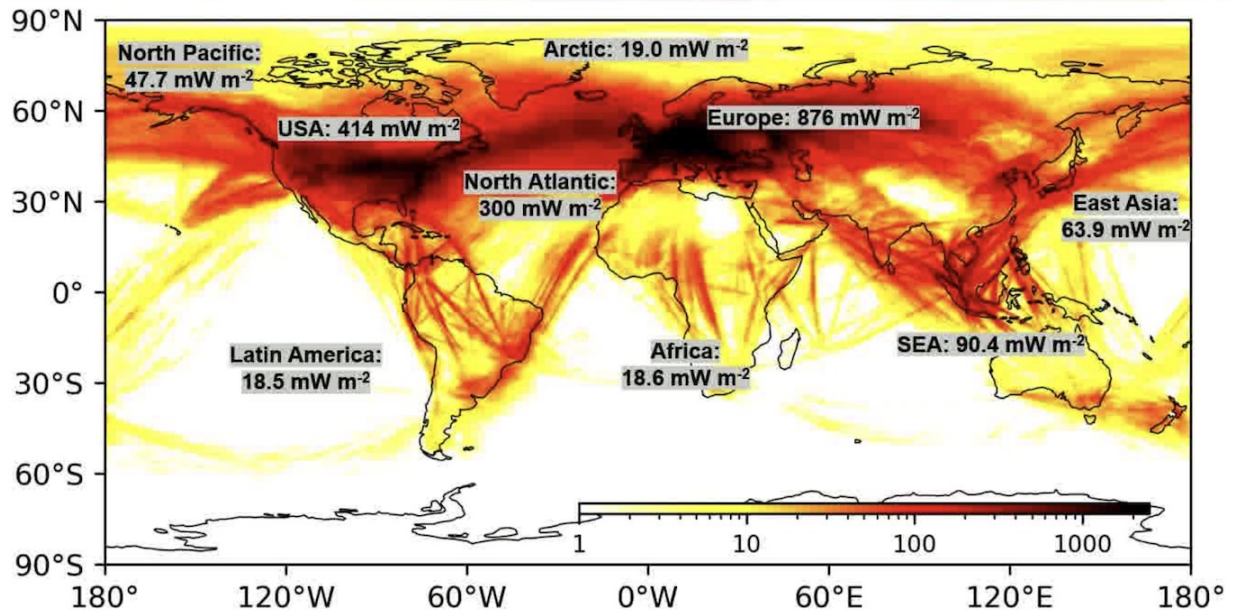 90°N
North Pacific:
47.7 mW m-2
Arctic: 19.0 mW m-2
60°N
USA: 414 mW m-2
Europe: 876 mW m-2
30°N
North Atlantic:
300 mW m-2
East Asia:
63.9 mW m-2
0°
Latin America:
18.5 mW m-2
Africa:
18.6 mW m-2
SEA: 90.4 mW m-2
30°S
60°S
1 10 100 1000
90°S
180° 120°W 60°W 0°W 60°E 120°E 180°